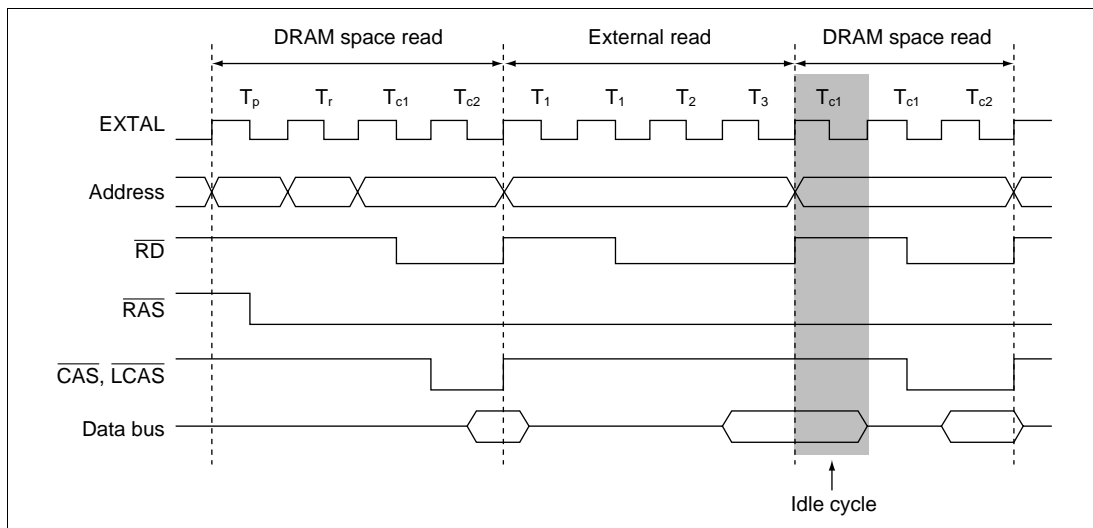 DRAM space read External read DRAM space read
Tp Tr Tc1 Tc2 T1 T1 T2 T3 Tc1 Tc1 Tc2
EXTAL
Address
RD
RAS
CAS, LCAS
Data bus
Idle cycle